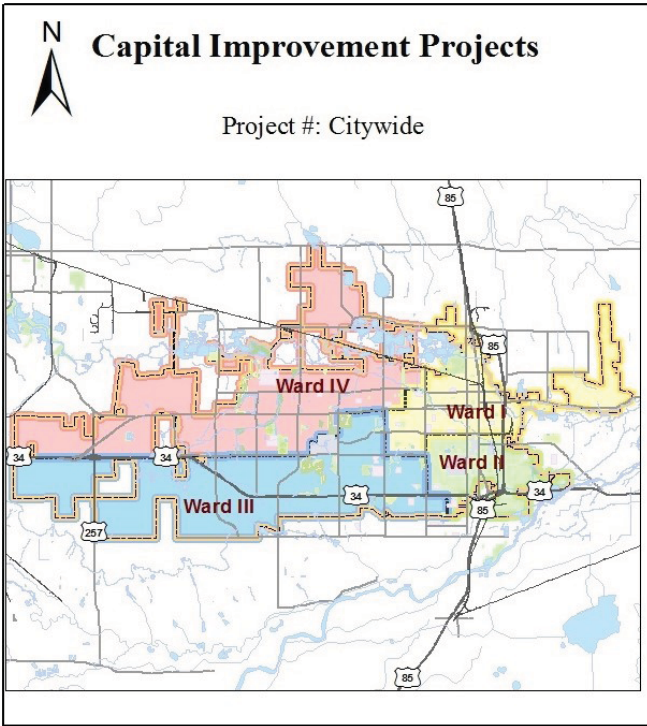 N
Capital Improvement Projects
Project #: Citywide
85
85
Ward IV
Ward I
34
34
Ward II
34
34
Ward III
85
257
85